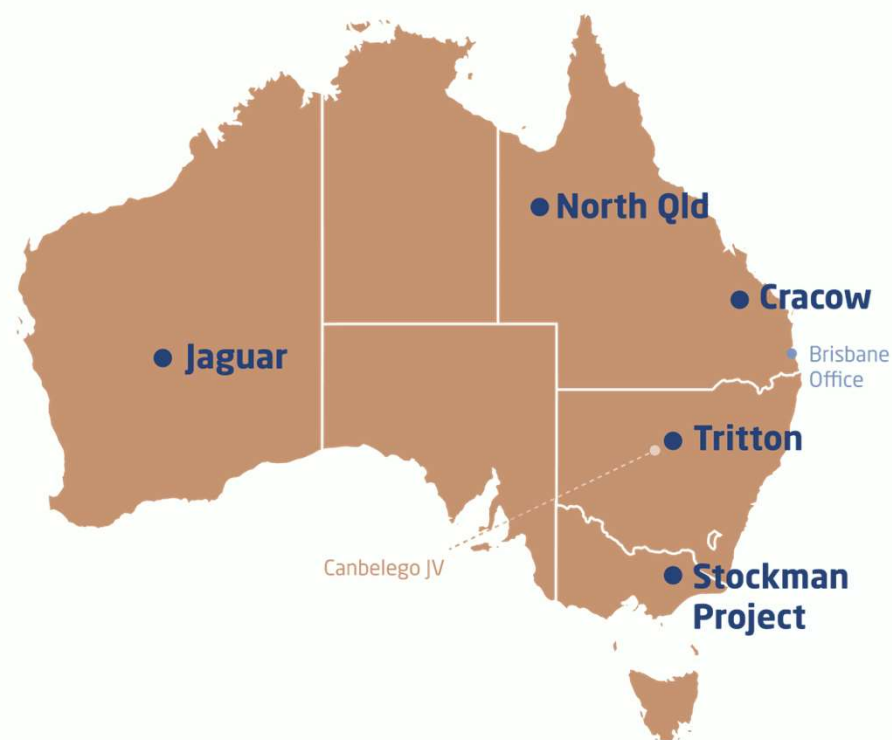 North Qld
Cracow
Jaguar
Brisbane
Office
Tritton
Canbelego JV
Stockman
Project